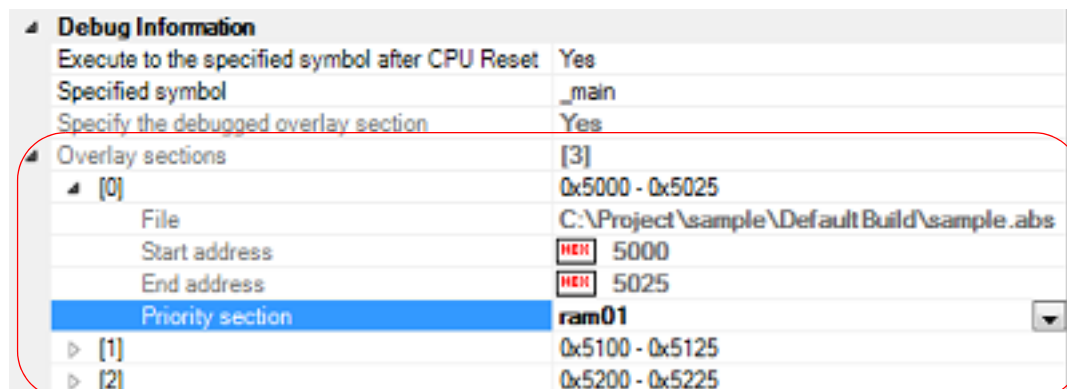 Debug Information
Execute to the specified symbol after CPU Reset Yes
Specified symbol _main
Specify the debugged overlay section Yes
Overlay sections [3]
[0] 0x5000 - 0x5025
File C:\Project\sample\DefaultBuild\sample.abs
Start address HEX 5000
End address HEX 5025
Priority section ram01
[1] 0x5100 - 0x5125
[2] 0x5200 - 0x5225